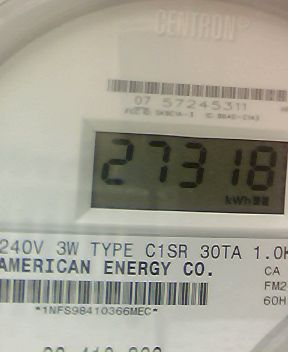 CENTRON®
07 57245311
27318
kWh
240V 3W TYPE C1SR 30TA 1.0K
AMERICAN ENERGY CO.
CA
FM2
60H
*1NFS98410366MEC*